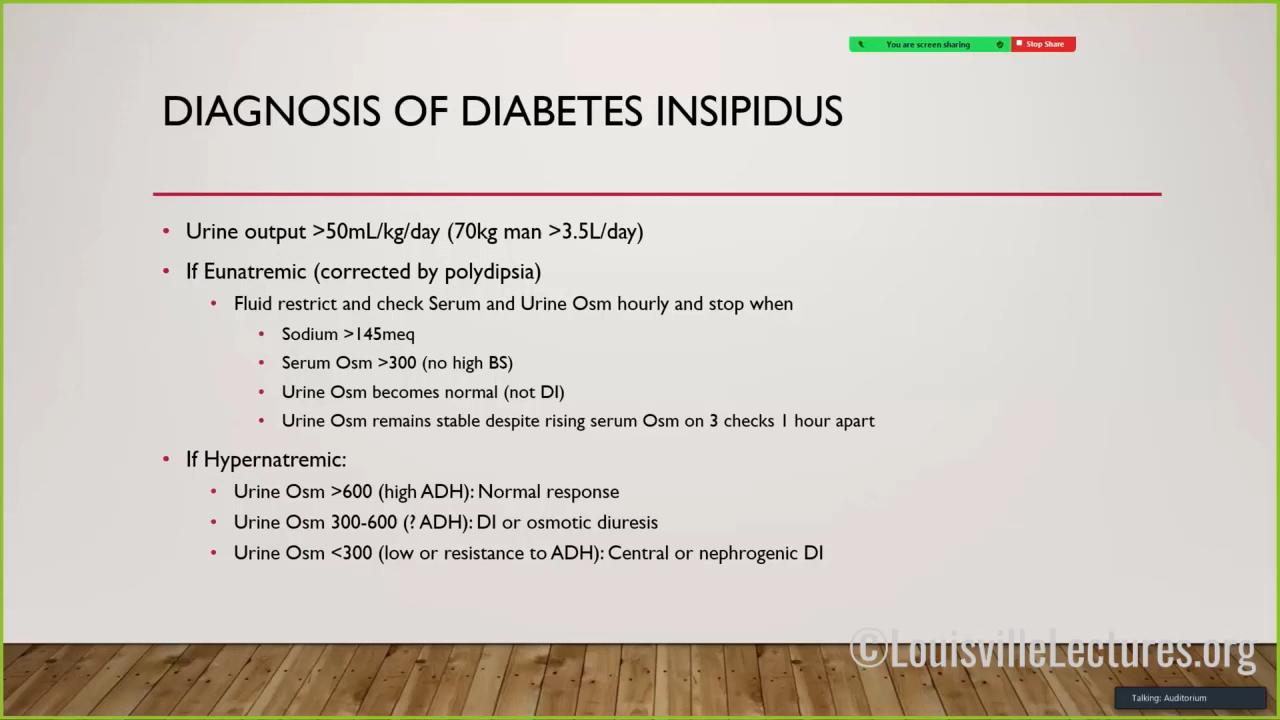 You are screen sharing
Stop Share
DIAGNOSIS OF DIABETES INSIPIDUS
• Urine output >50mL/kg/day (70kg man >3.5L/day)
• If Eunatremic (corrected by polydipsia)
• Fluid restrict and check Serum and Urine Osm hourly and stop when
• Sodium >145meq
• Serum Osm >300 (no high BS)
• Urine Osm becomes normal (not DI)
• Urine Osm remains stable despite rising serum Osm on 3 checks 1 hour apart
• If Hypernatremic:
• Urine Osm >600 (high ADH): Normal response
• Urine Osm 300-600 (? ADH): DI or osmotic diuresis
• Urine Osm <300 (low or resistance to ADH): Central or nephrogenic DI
©LouisvilleLectures.org
Talking: Auditorium